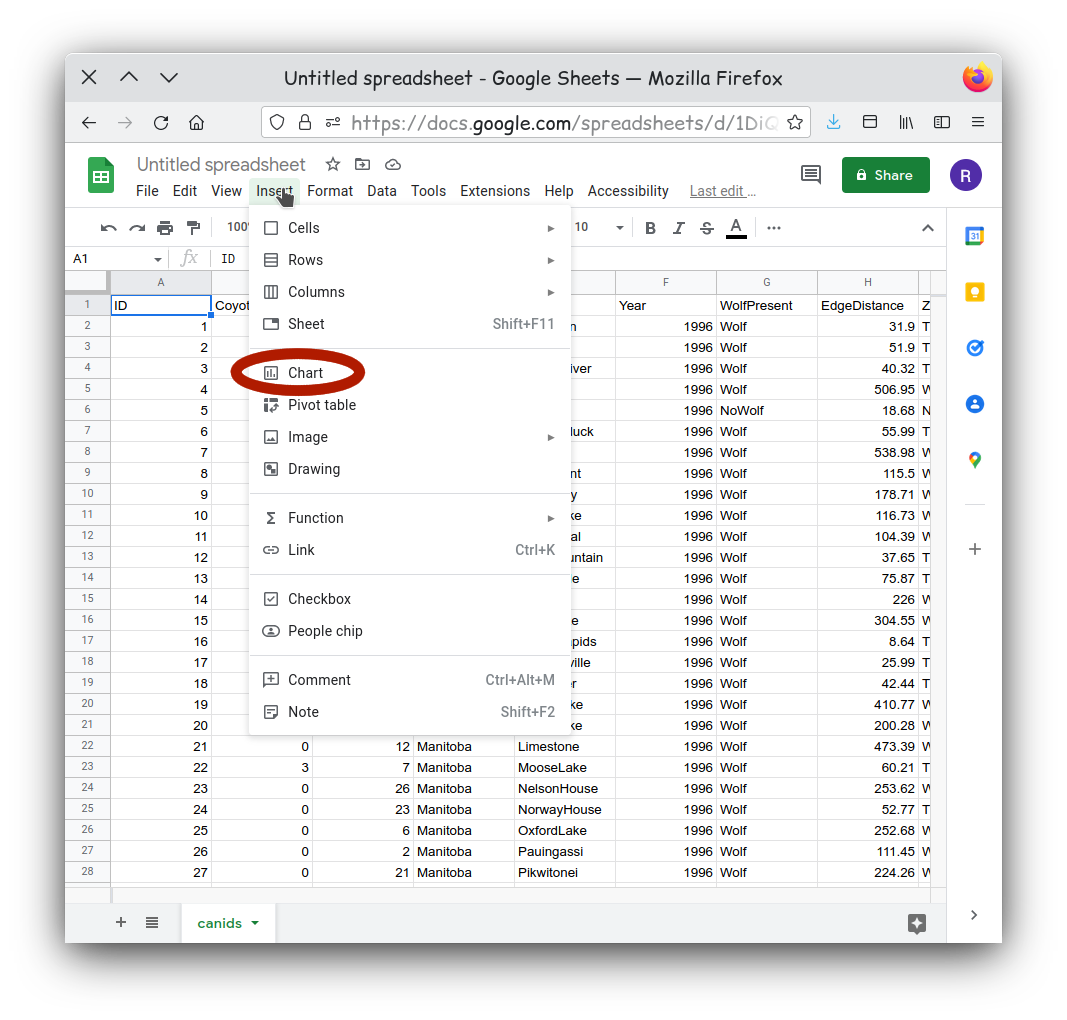 Untitled spreadsheet - Google Sheets — Mozilla Firefox
https://docs.google.com/spreadsheets/d/1DiQ
Untitled spreadsheet
File Edit View Insert Format Data Tools Extensions Help Accessibility Last edit ...
Share
R
100% 10 B I S A
31
A1 fx ID
A F G H
1 ID Coyot Year WolfPresent EdgeDistance Z
2 1 n 1996 Wolf 31.9 T
3 2 1996 Wolf 51.9 T
4 3 iver 1996 Wolf 40.32 T
5 4 1996 Wolf 506.95 W
6 5 1996 NoWolf 18.68 N
7 6 luck 1996 Wolf 55.99 T
8 7 1996 Wolf 538.98 W
9 8 nt 1996 Wolf 115.5 W
10 9 y 1996 Wolf 178.71 W
11 10 ke 1996 Wolf 116.73 W
12 11 al 1996 Wolf 104.39 W
13 12 untain 1996 Wolf 37.65 T
14 13 e 1996 Wolf 75.87 T
15 14 1996 Wolf 226 W
16 15 e 1996 Wolf 304.55 W
17 16 pids 1996 Wolf 8.64 T
18 17 ville 1996 Wolf 25.99 T
19 18 r 1996 Wolf 42.44 T
20 19 ke 1996 Wolf 410.77 W
21 20 ke 1996 Wolf 200.28 W
22 21 0 12 Manitoba Limestone 1996 Wolf 473.39 W
23 22 3 7 Manitoba MooseLake 1996 Wolf 60.21 T
24 23 0 26 Manitoba NelsonHouse 1996 Wolf 253.62 W
25 24 0 23 Manitoba NorwayHouse 1996 Wolf 52.77 T
26 25 0 6 Manitoba OxfordLake 1996 Wolf 252.68 W
27 26 0 2 Manitoba Pauingassi 1996 Wolf 111.45 W
28 27 0 21 Manitoba Pikwitonei 1996 Wolf 224.26 W
Cells
Rows
Columns
Sheet Shift+F11
Chart
Pivot table
Image
Drawing
Function
Link Ctrl+K
Checkbox
People chip
Comment Ctrl+Alt+M
Note Shift+F2
canids